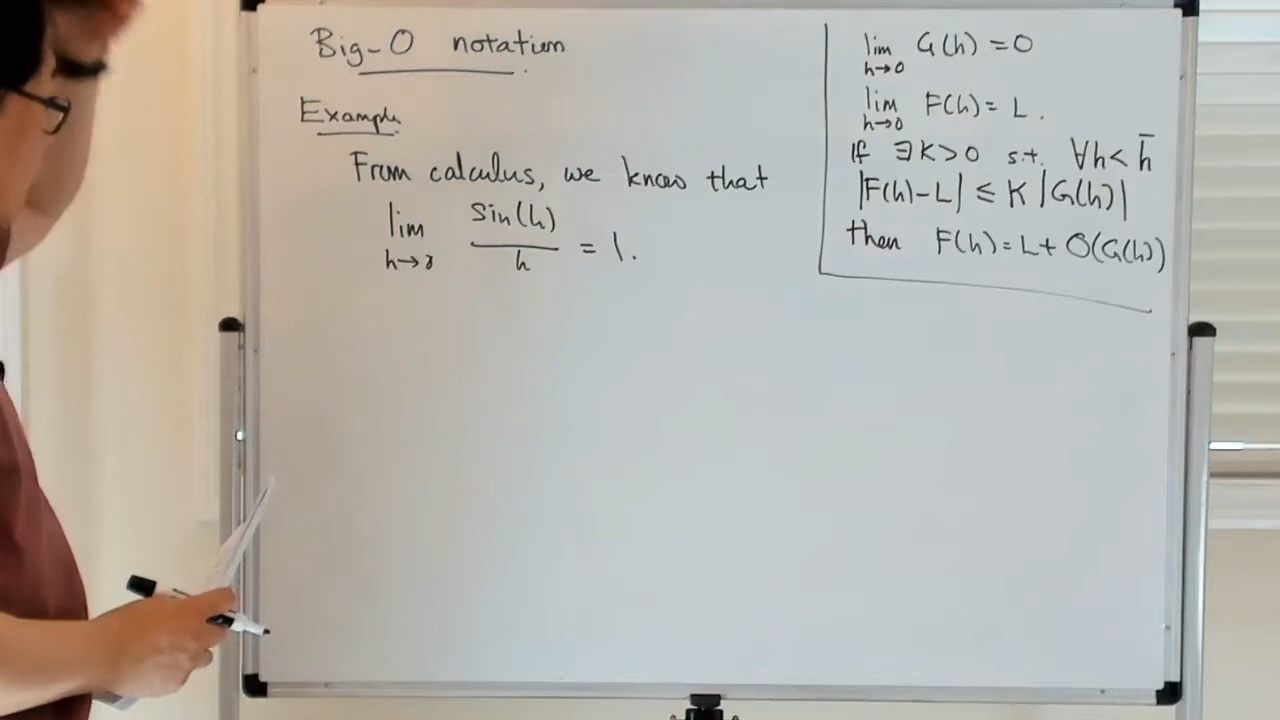 Big-O notation
Example
From calculus, we know that
lim h→0 sin(h)/h = 1.
lim h→0 G(h) = 0
lim h→0 F(h) = L.
If ∃K>0 s.t. ∀h< h̄
|F(h)-L| ≤ K |G(h)|
then F(h) = L + O(G(h))